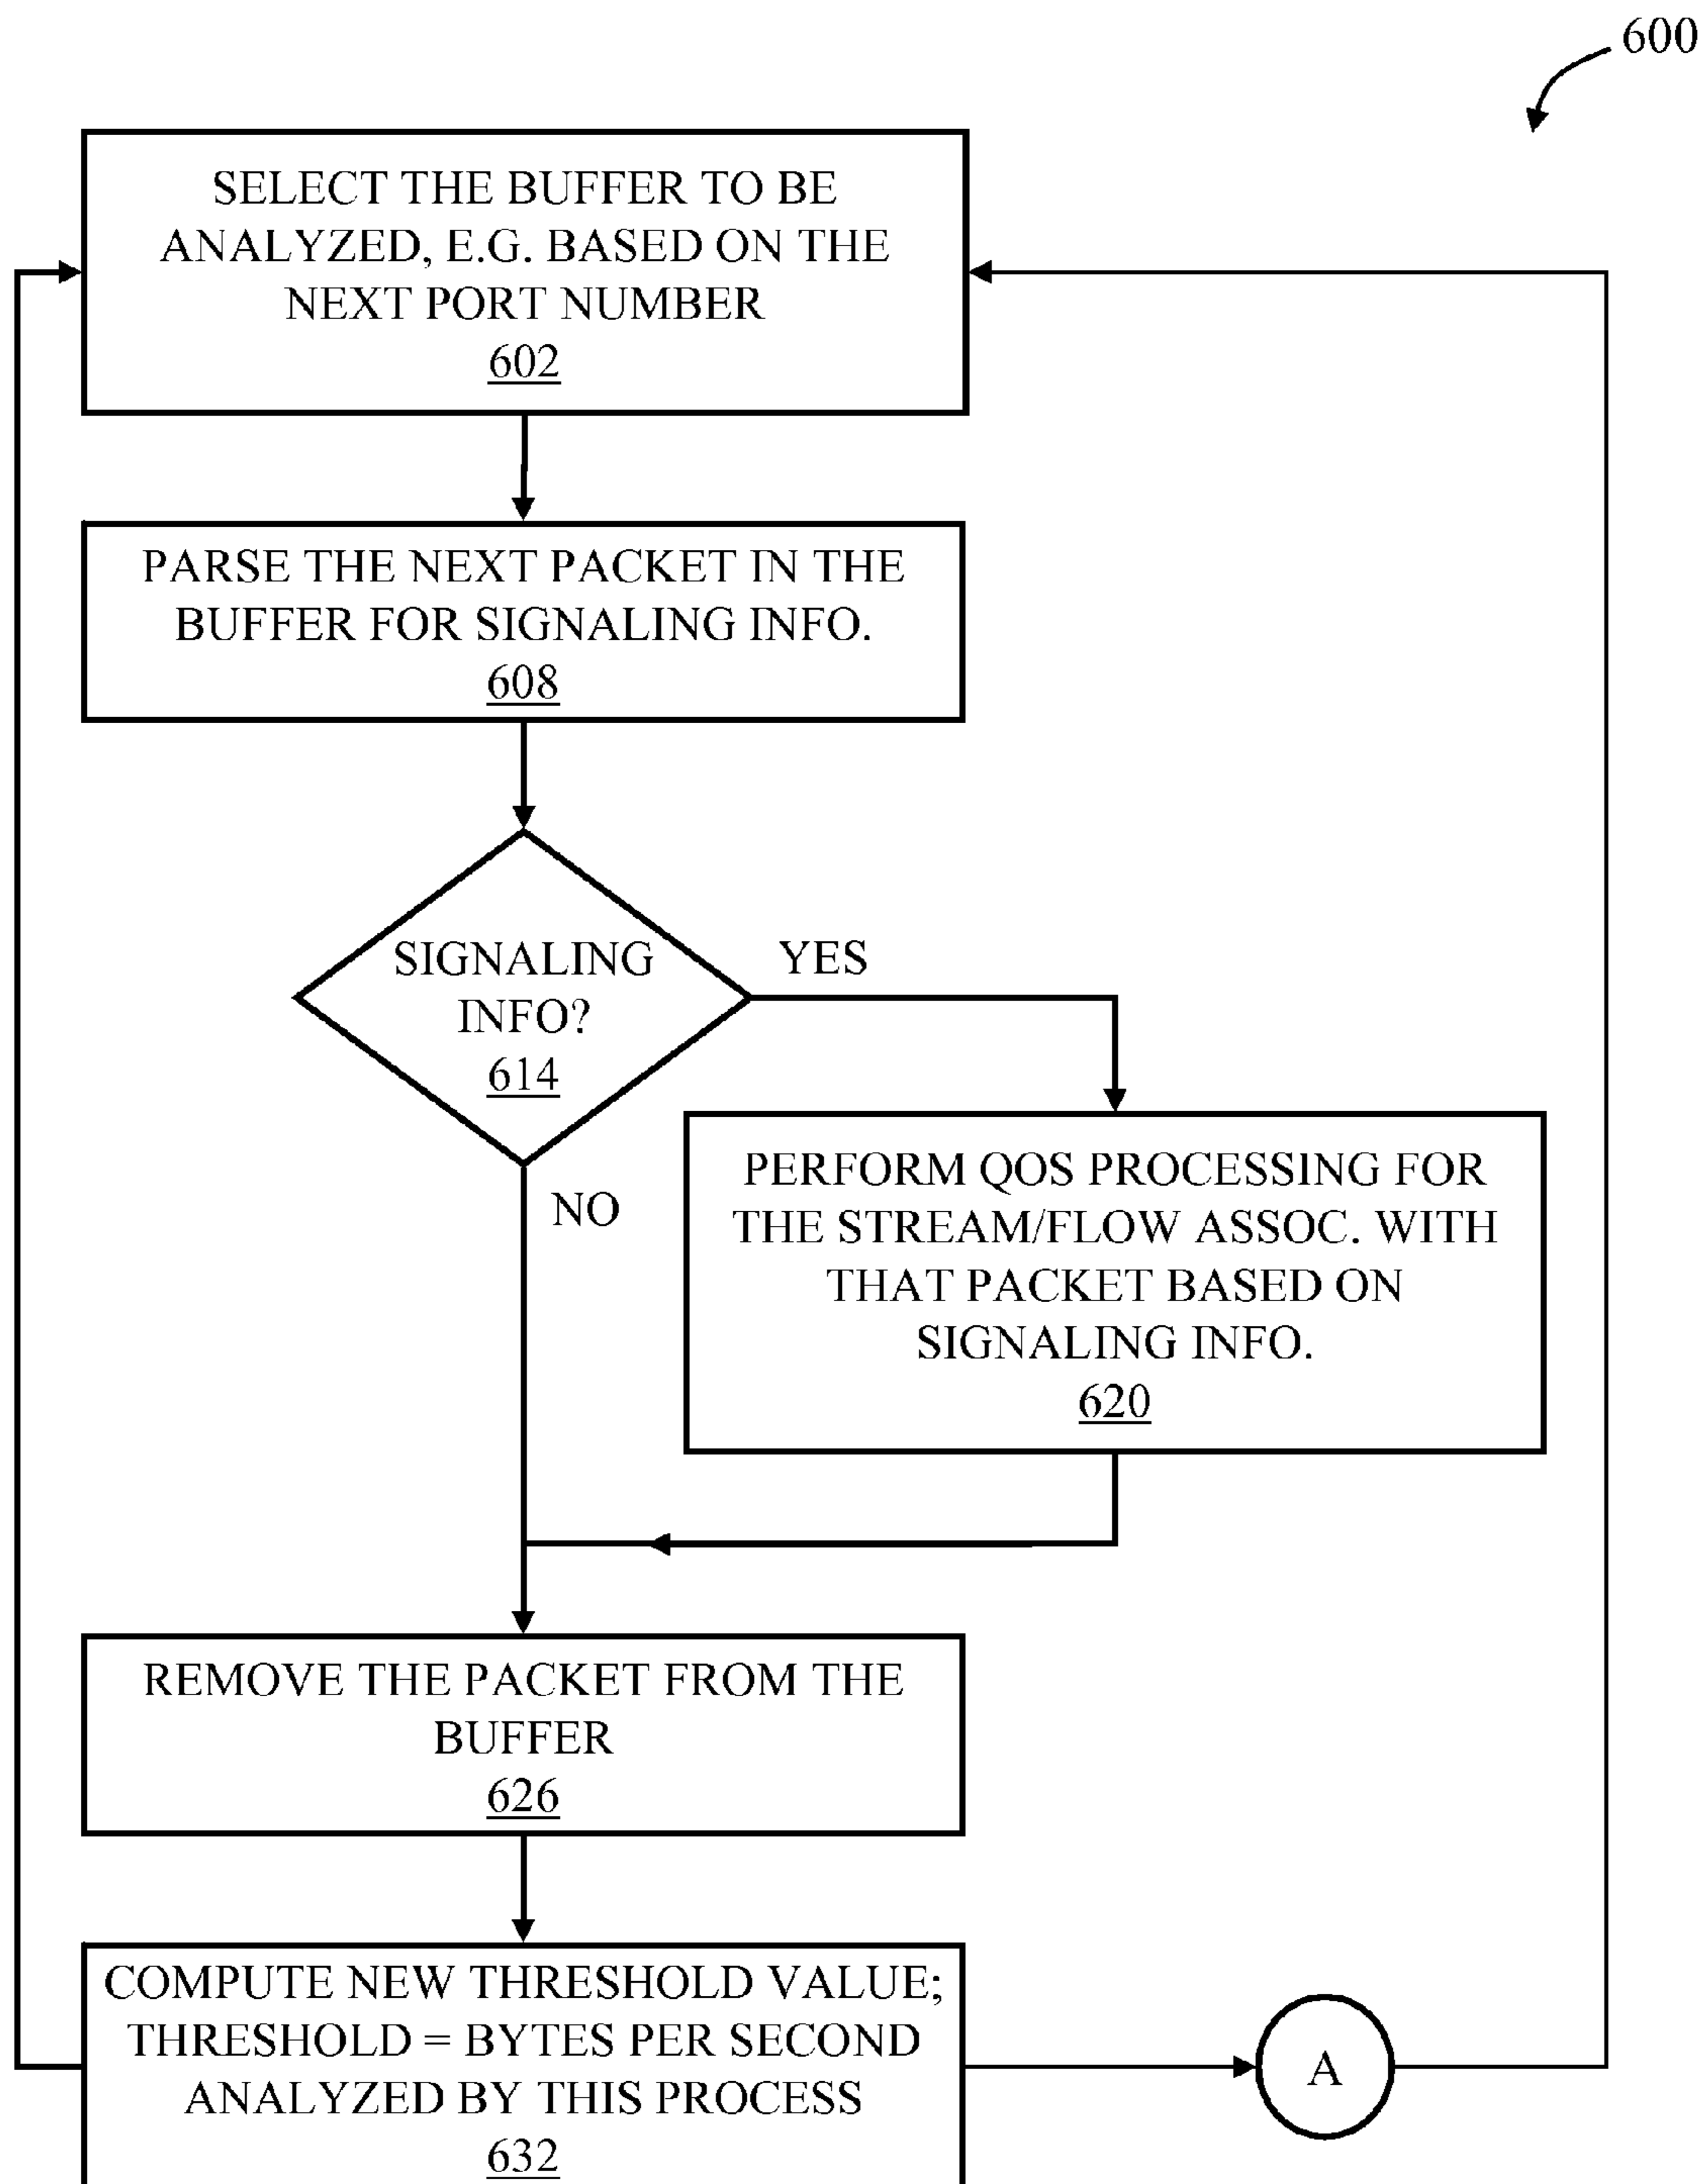 600
SELECT THE BUFFER TO BE
ANALYZED, E.G. BASED ON THE
NEXT PORT NUMBER
602
PARSE THE NEXT PACKET IN THE
BUFFER FOR SIGNALING INFO.
608
SIGNALING
INFO?
614
YES
NO
PERFORM QOS PROCESSING FOR
THE STREAM/FLOW ASSOC. WITH
THAT PACKET BASED ON
SIGNALING INFO.
620
REMOVE THE PACKET FROM THE
BUFFER
626
COMPUTE NEW THRESHOLD VALUE;
THRESHOLD = BYTES PER SECOND
ANALYZED BY THIS PROCESS
632
A